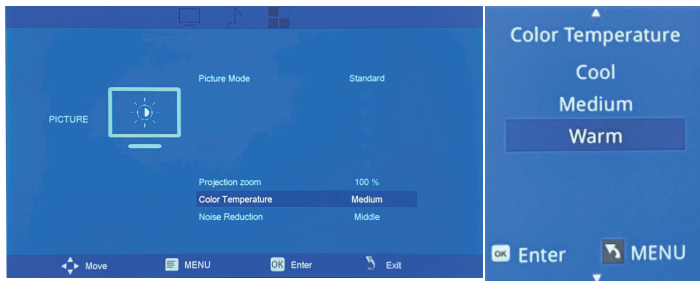 Picture Mode Standard
PICTURE
Projection zoom 100 %
Color Temperature Medium
Noise Reduction Middle
Move MENU OK Enter Exit
Color Temperature
Cool
Medium
Warm
OK Enter MENU